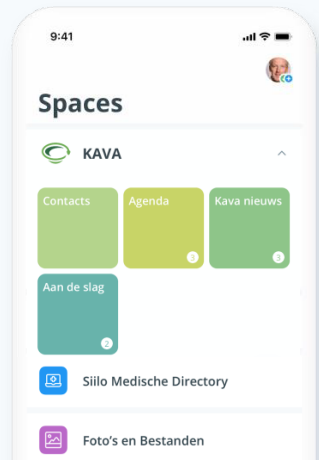 9:41
Spaces
KAVA
Contacts
Agenda
3
Kava nieuws
3
Aan de slag
2
Siilo Medische Directory
Foto's en Bestanden